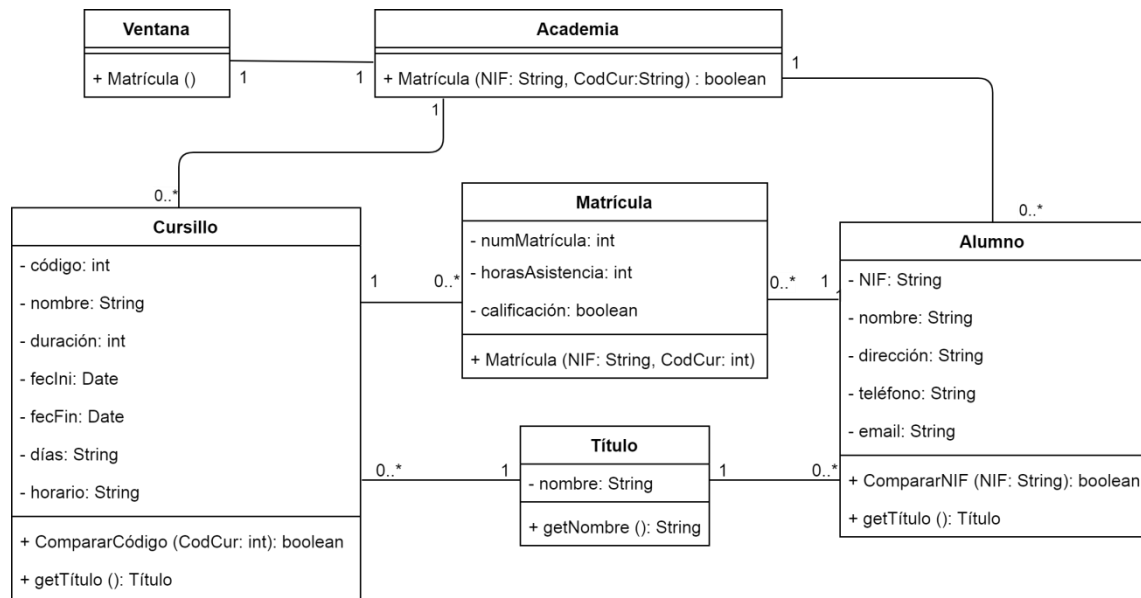 Ventana
+ Matrícula ()
1
1
Academia
+ Matrícula (NIF: String, CodCur:String) : boolean
1
1
0..*
0..*
Cursillo
- código: int
- nombre: String
- duración: int
- fecIni: Date
- fecFin: Date
- días: String
- horario: String
+ CompararCódigo (CodCur: int): boolean
+ getTítulo (): Título
1
0..*
Matrícula
- numMatrícula: int
- horasAsistencia: int
- calificación: boolean
+ Matrícula (NIF: String, CodCur: int)
0..*
1
0..*
1
Título
- nombre: String
+ getNombre (): String
1
0..*
Alumno
- NIF: String
- nombre: String
- dirección: String
- teléfono: String
- email: String
+ CompararNIF (NIF: String): boolean
+ getTítulo (): Título